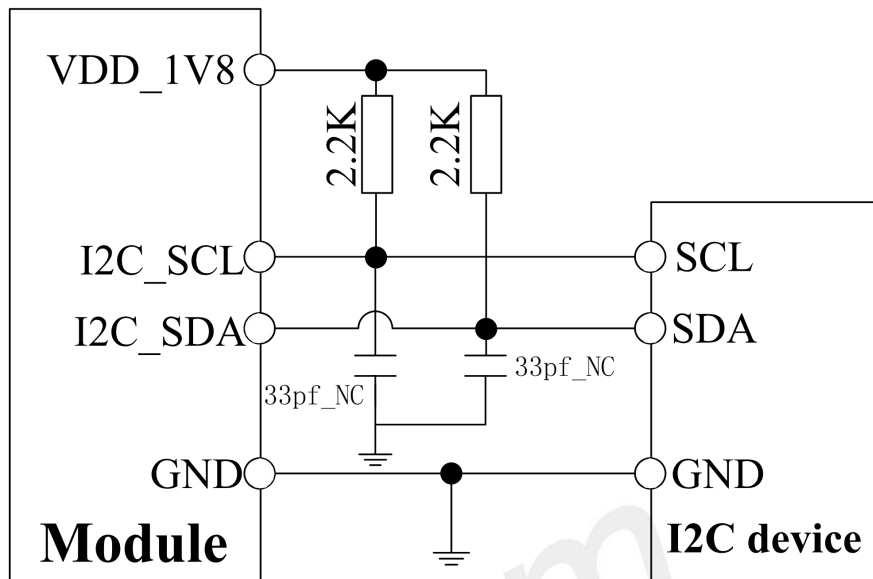 VDD_1V8
2.2K
2.2K
I2C_SCL
SCL
I2C_SDA
SDA
33pf_NC
33pf_NC
GND
GND
Module
I2C device